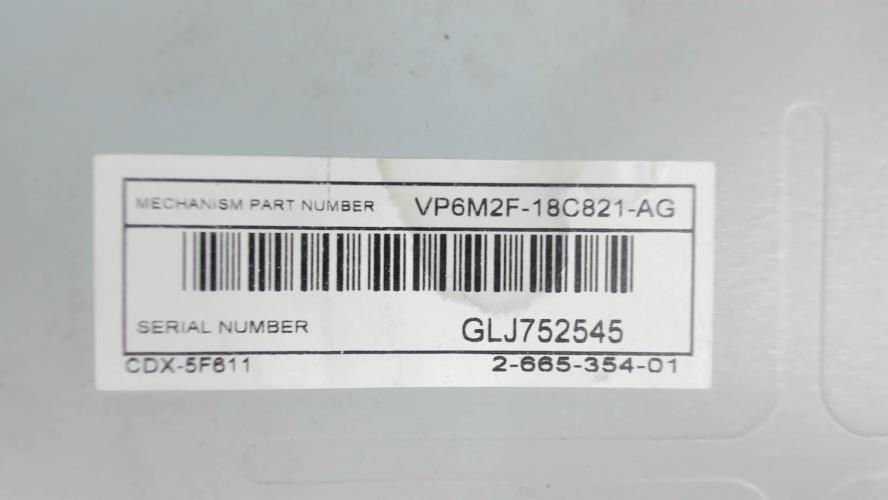 MECHANISM PART NUMBER VP6M2F-18C821-AG
SERIAL NUMBER GLJ752545
CDX-5F611 2-665-354-01